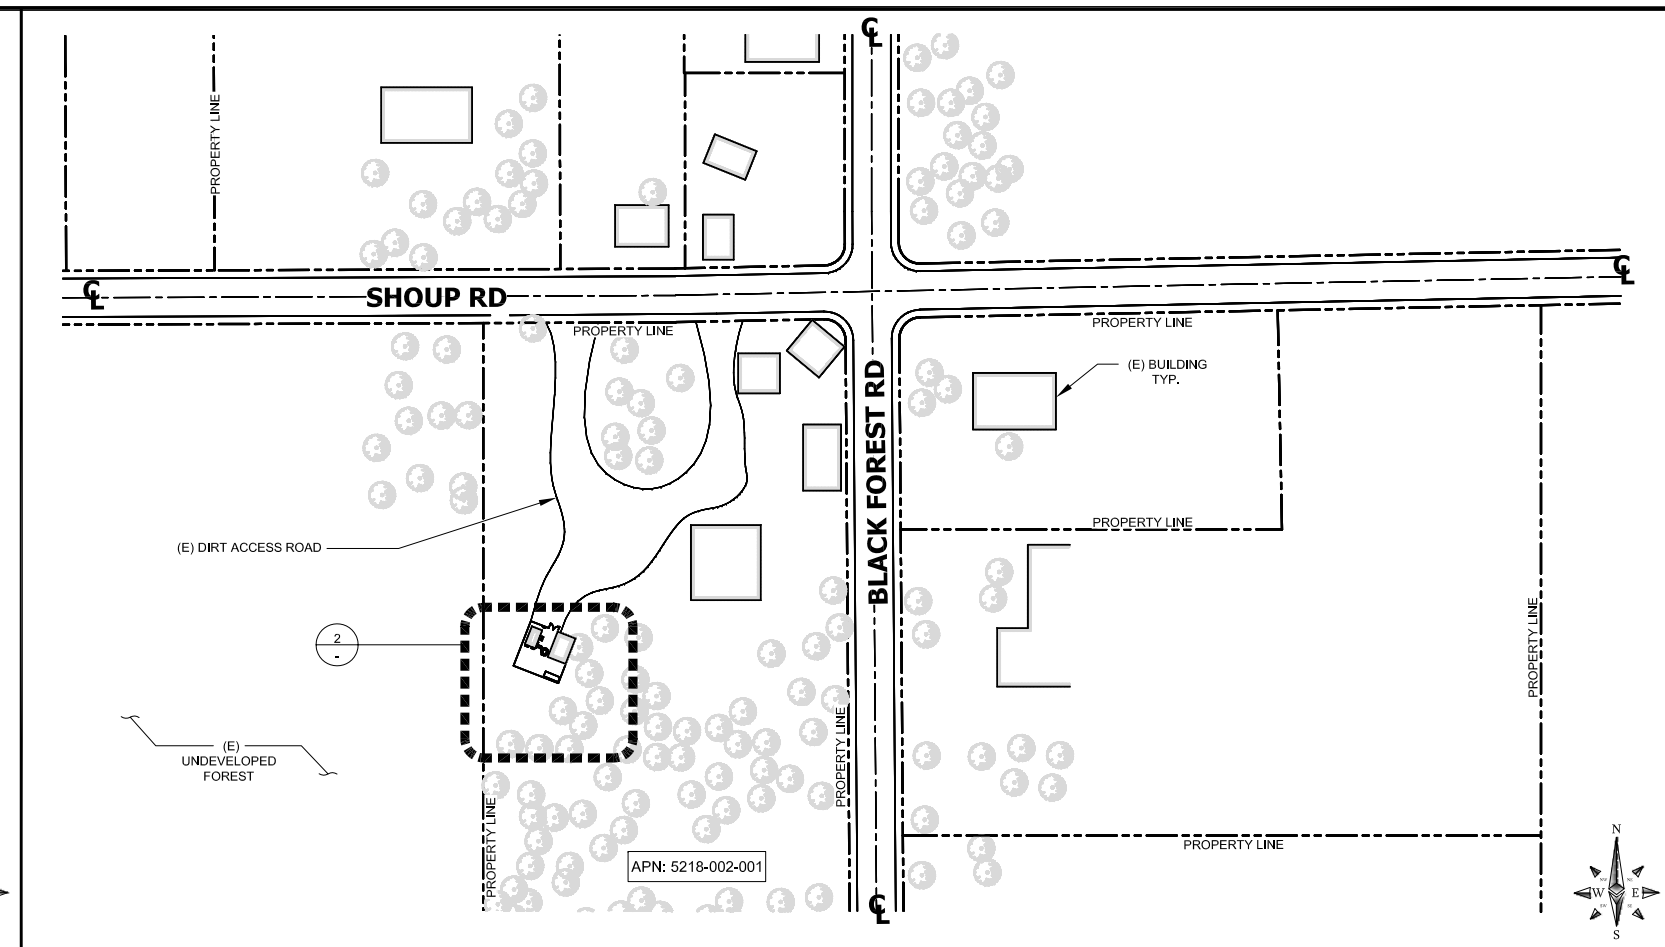 ℄
PROPERTY LINE
℄
SHOUP RD
℄
PROPERTY LINE
PROPERTY LINE
(E) BUILDING
TYP.
BLACK FOREST RD
PROPERTY LINE
(E) DIRT ACCESS ROAD
2
-
PROPERTY LINE
(E)
UNDEVELOPED
FOREST
PROPERTY LINE
PROPERTY LINE
PROPERTY LINE
APN: 5218-002-001
℄
N
W
E
S